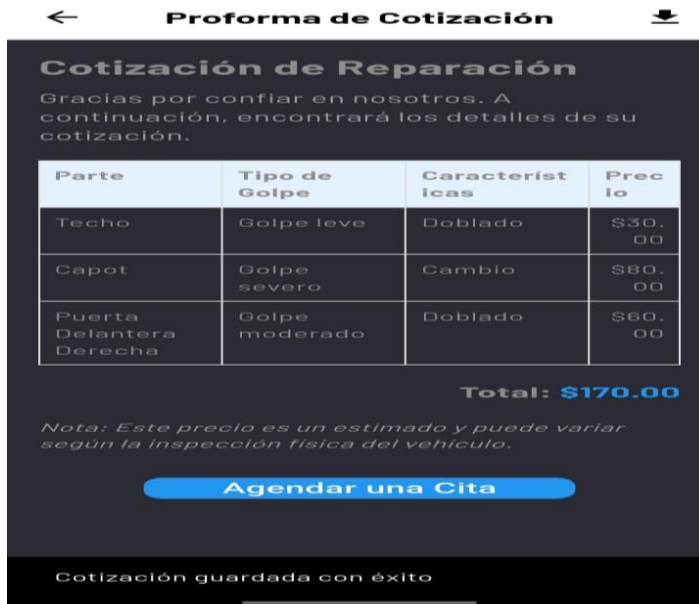 Proforma de Cotización
Cotización de Reparación
Gracias por confiar en nosotros. A
continuación, encontrará los detalles de su
cotización.
Parte
Tipo de
Golpe
Característ
icas
Prec
io
Techo
Golpe leve
Doblado
$30.
00
Capot
Golpe
severo
Cambio
$80.
00
Puerta
Delantera
Derecha
Golpe
moderado
Doblado
$60.
00
Total: $170.00
Nota: Este precio es un estimado y puede variar
según la inspección física del vehículo.
Agendar una Cita
Cotización guardada con éxito